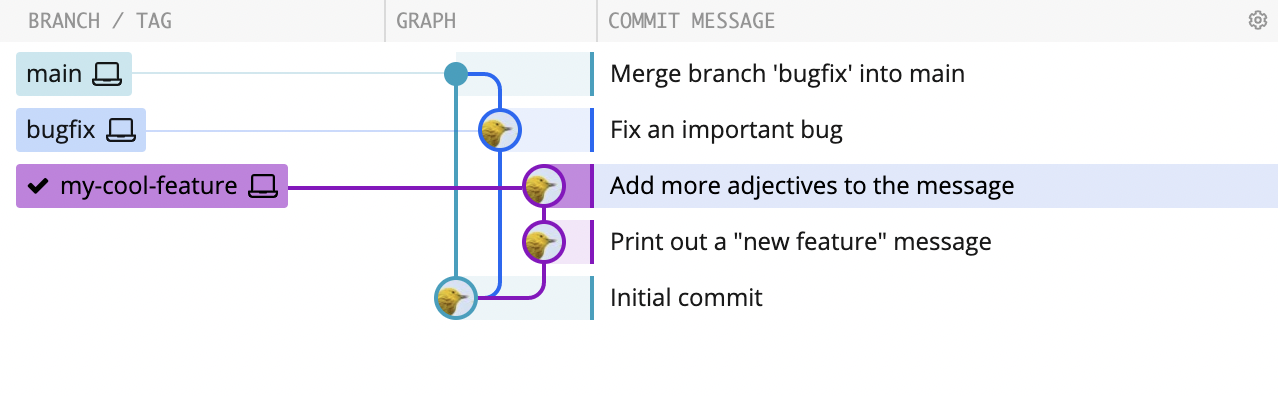 BRANCH / TAG GRAPH COMMIT MESSAGE
main Merge branch 'bugfix' into main
bugfix Fix an important bug
my-cool-feature Add more adjectives to the message
Print out a "new feature" message
Initial commit